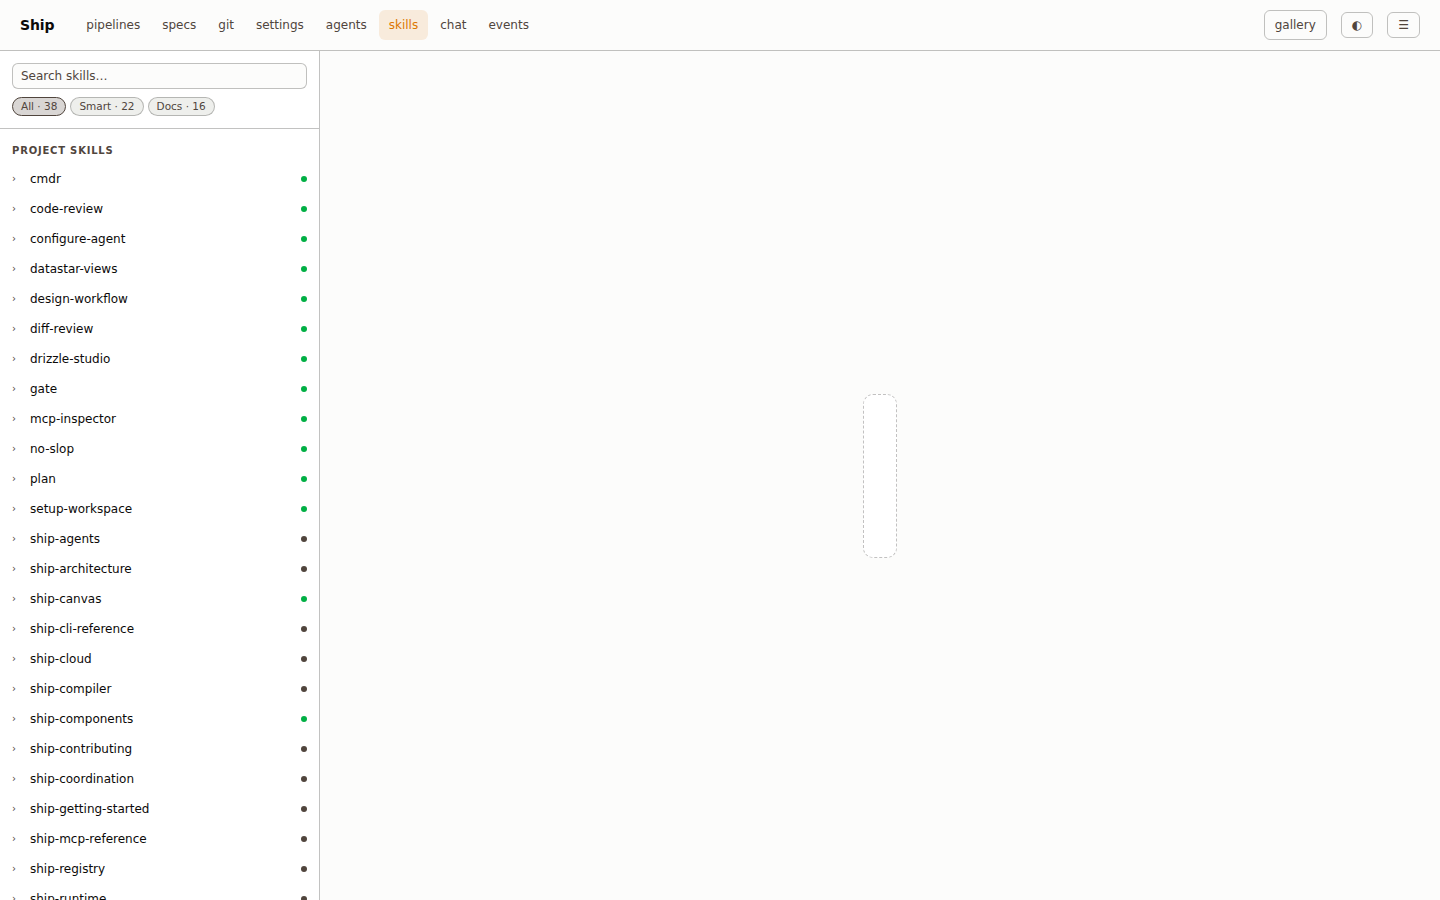 Ship pipelines specs git settings agents skills chat events gallery
Search skills...
All · 38 Smart · 22 Docs · 16
PROJECT SKILLS
cmdr
code-review
configure-agent
datastar-views
design-workflow
diff-review
drizzle-studio
gate
mcp-inspector
no-slop
plan
setup-workspace
ship-agents
ship-architecture
ship-canvas
ship-cli-reference
ship-cloud
ship-compiler
ship-components
ship-contributing
ship-coordination
ship-getting-started
ship-mcp-reference
ship-registry
ship-runtime